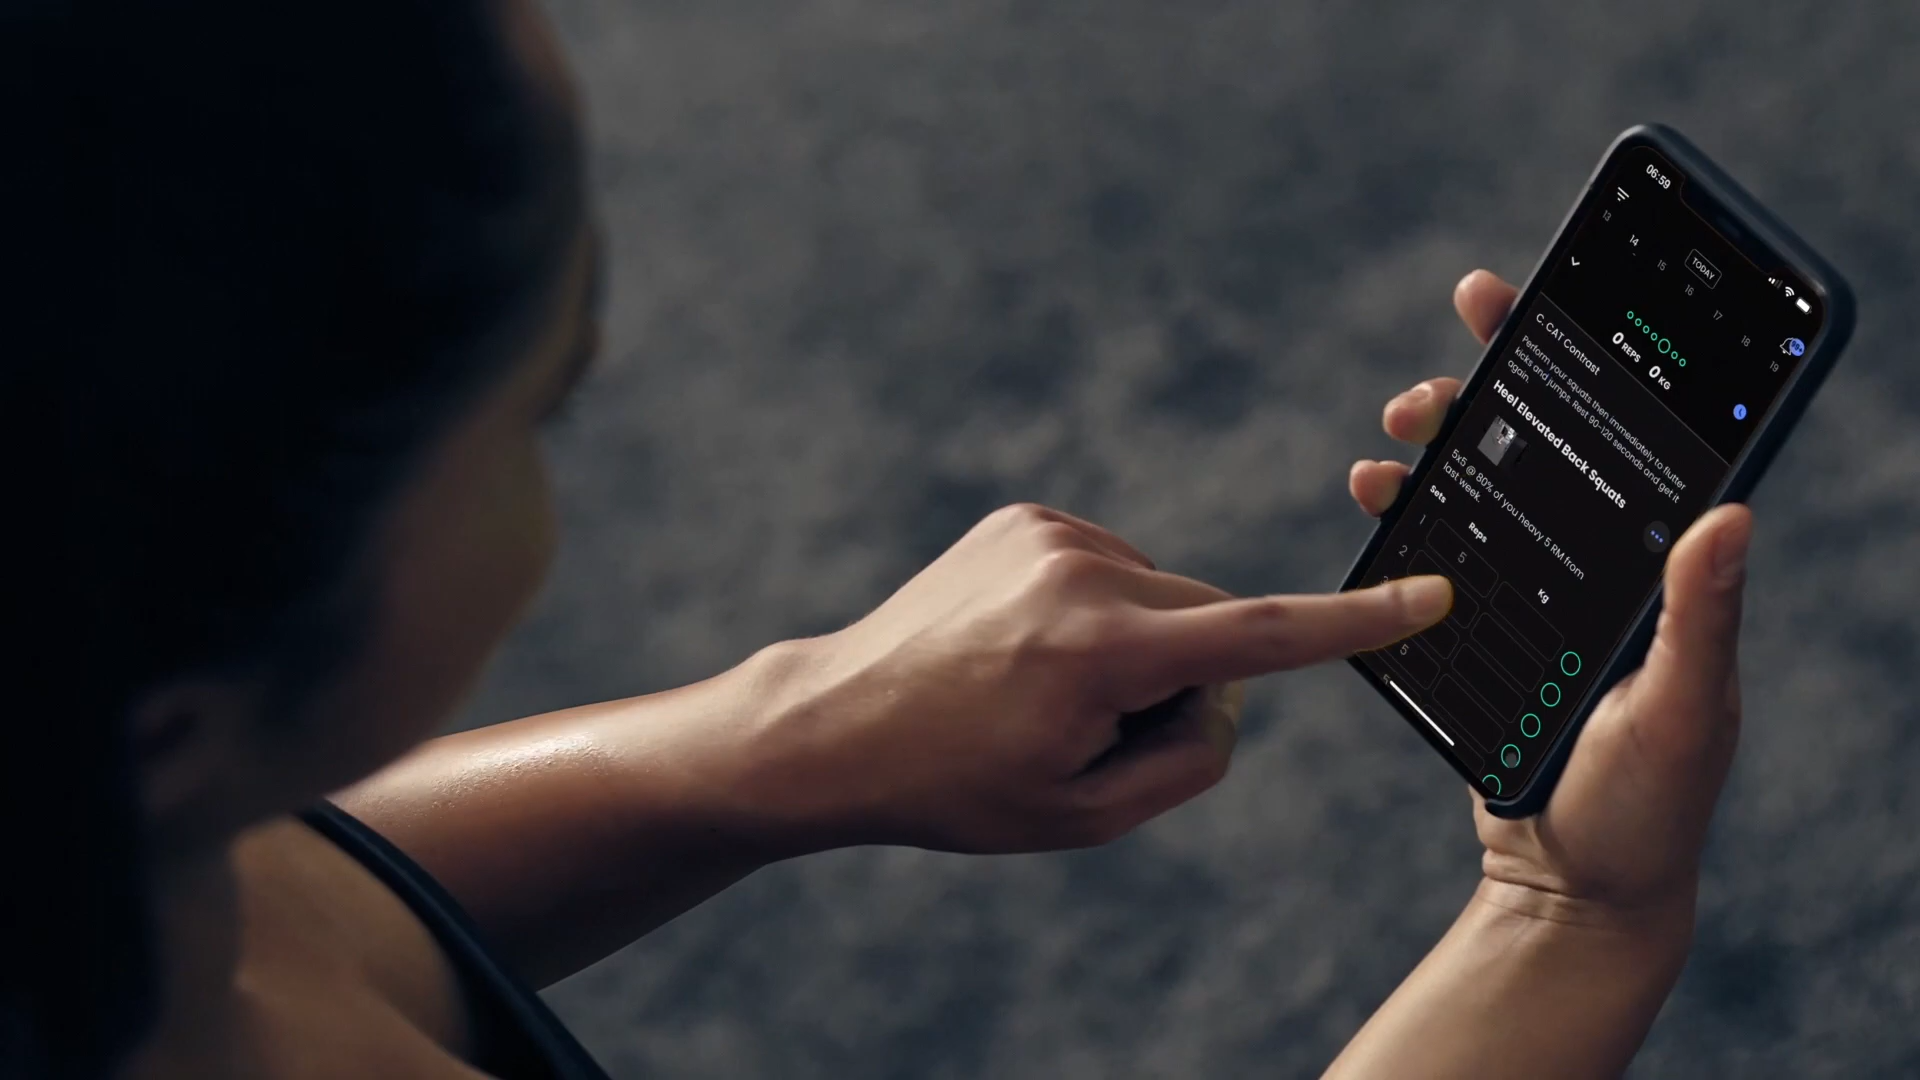 06:59
13
14
15
16
17
18
19
TODAY
0 REPS 0 KG
C. CAT Contrast
Perform your squats then immediately to flutter
kicks and jumps. Rest 90-120 seconds and get it
again.
Heel Elevated Back Squats
5x5 @ 80% of you heavy 5 RM from
last week.
Sets Reps Kg
1 5
2
5